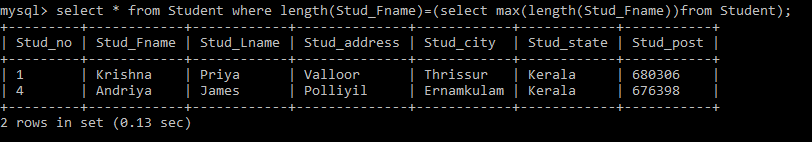 mysql> select * from Student where length(Stud_Fname)=(select max(length(Stud_Fname))from Student);
+---------+------------+------------+--------------+-----------+------------+-----------+
| Stud_no | Stud_Fname | Stud_Lname | Stud_address | Stud_city | Stud_state | Stud_post |
+---------+------------+------------+--------------+-----------+------------+-----------+
| 1 | Krishna | Priya | Valloor | Thrissur | Kerala | 680306 |
| 4 | Andriya | James | Polliyil | Ernamkulam | Kerala | 676398 |
+---------+------------+------------+--------------+-----------+------------+-----------+
2 rows in set (0.13 sec)